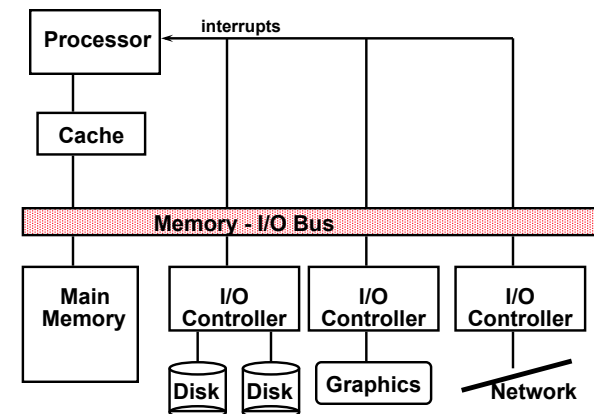 interrupts
Processor
Cache
Memory - I/O Bus
Main
Memory
I/O
Controller
I/O
Controller
I/O
Controller
Disk
Disk
Graphics
Network